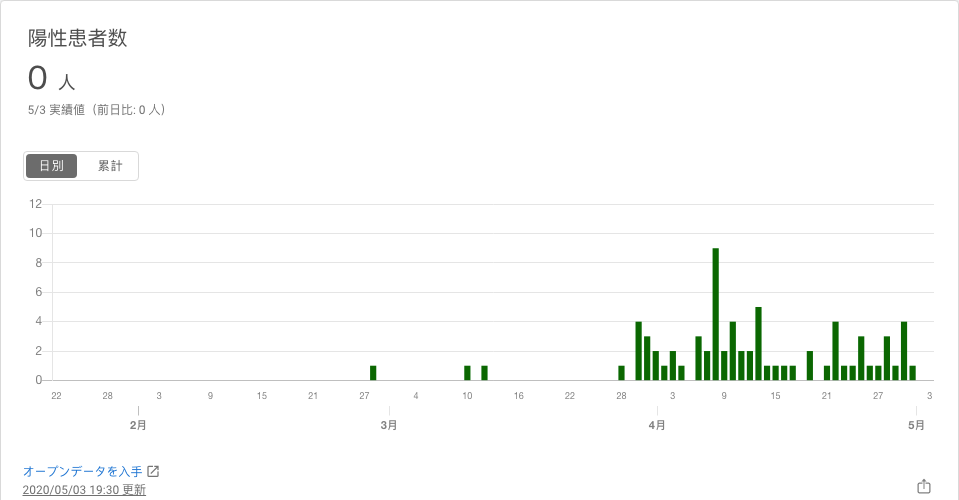 陽性患者数
0 人
5/3 実績値（前日比: 0 人）
日別 累計
12
10
8
6
4
2
0
22 28 3 9 15 21 27 4 10 16 22 28 3 9 15 21 27 3
2月 3月 4月 5月
オープンデータを入手
2020/05/03 19:30 更新